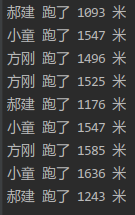 郝建 跑了 1093 米
小童 跑了 1547 米
方刚 跑了 1496 米
方刚 跑了 1525 米
郝建 跑了 1176 米
小童 跑了 1547 米
方刚 跑了 1585 米
小童 跑了 1636 米
郝建 跑了 1243 米